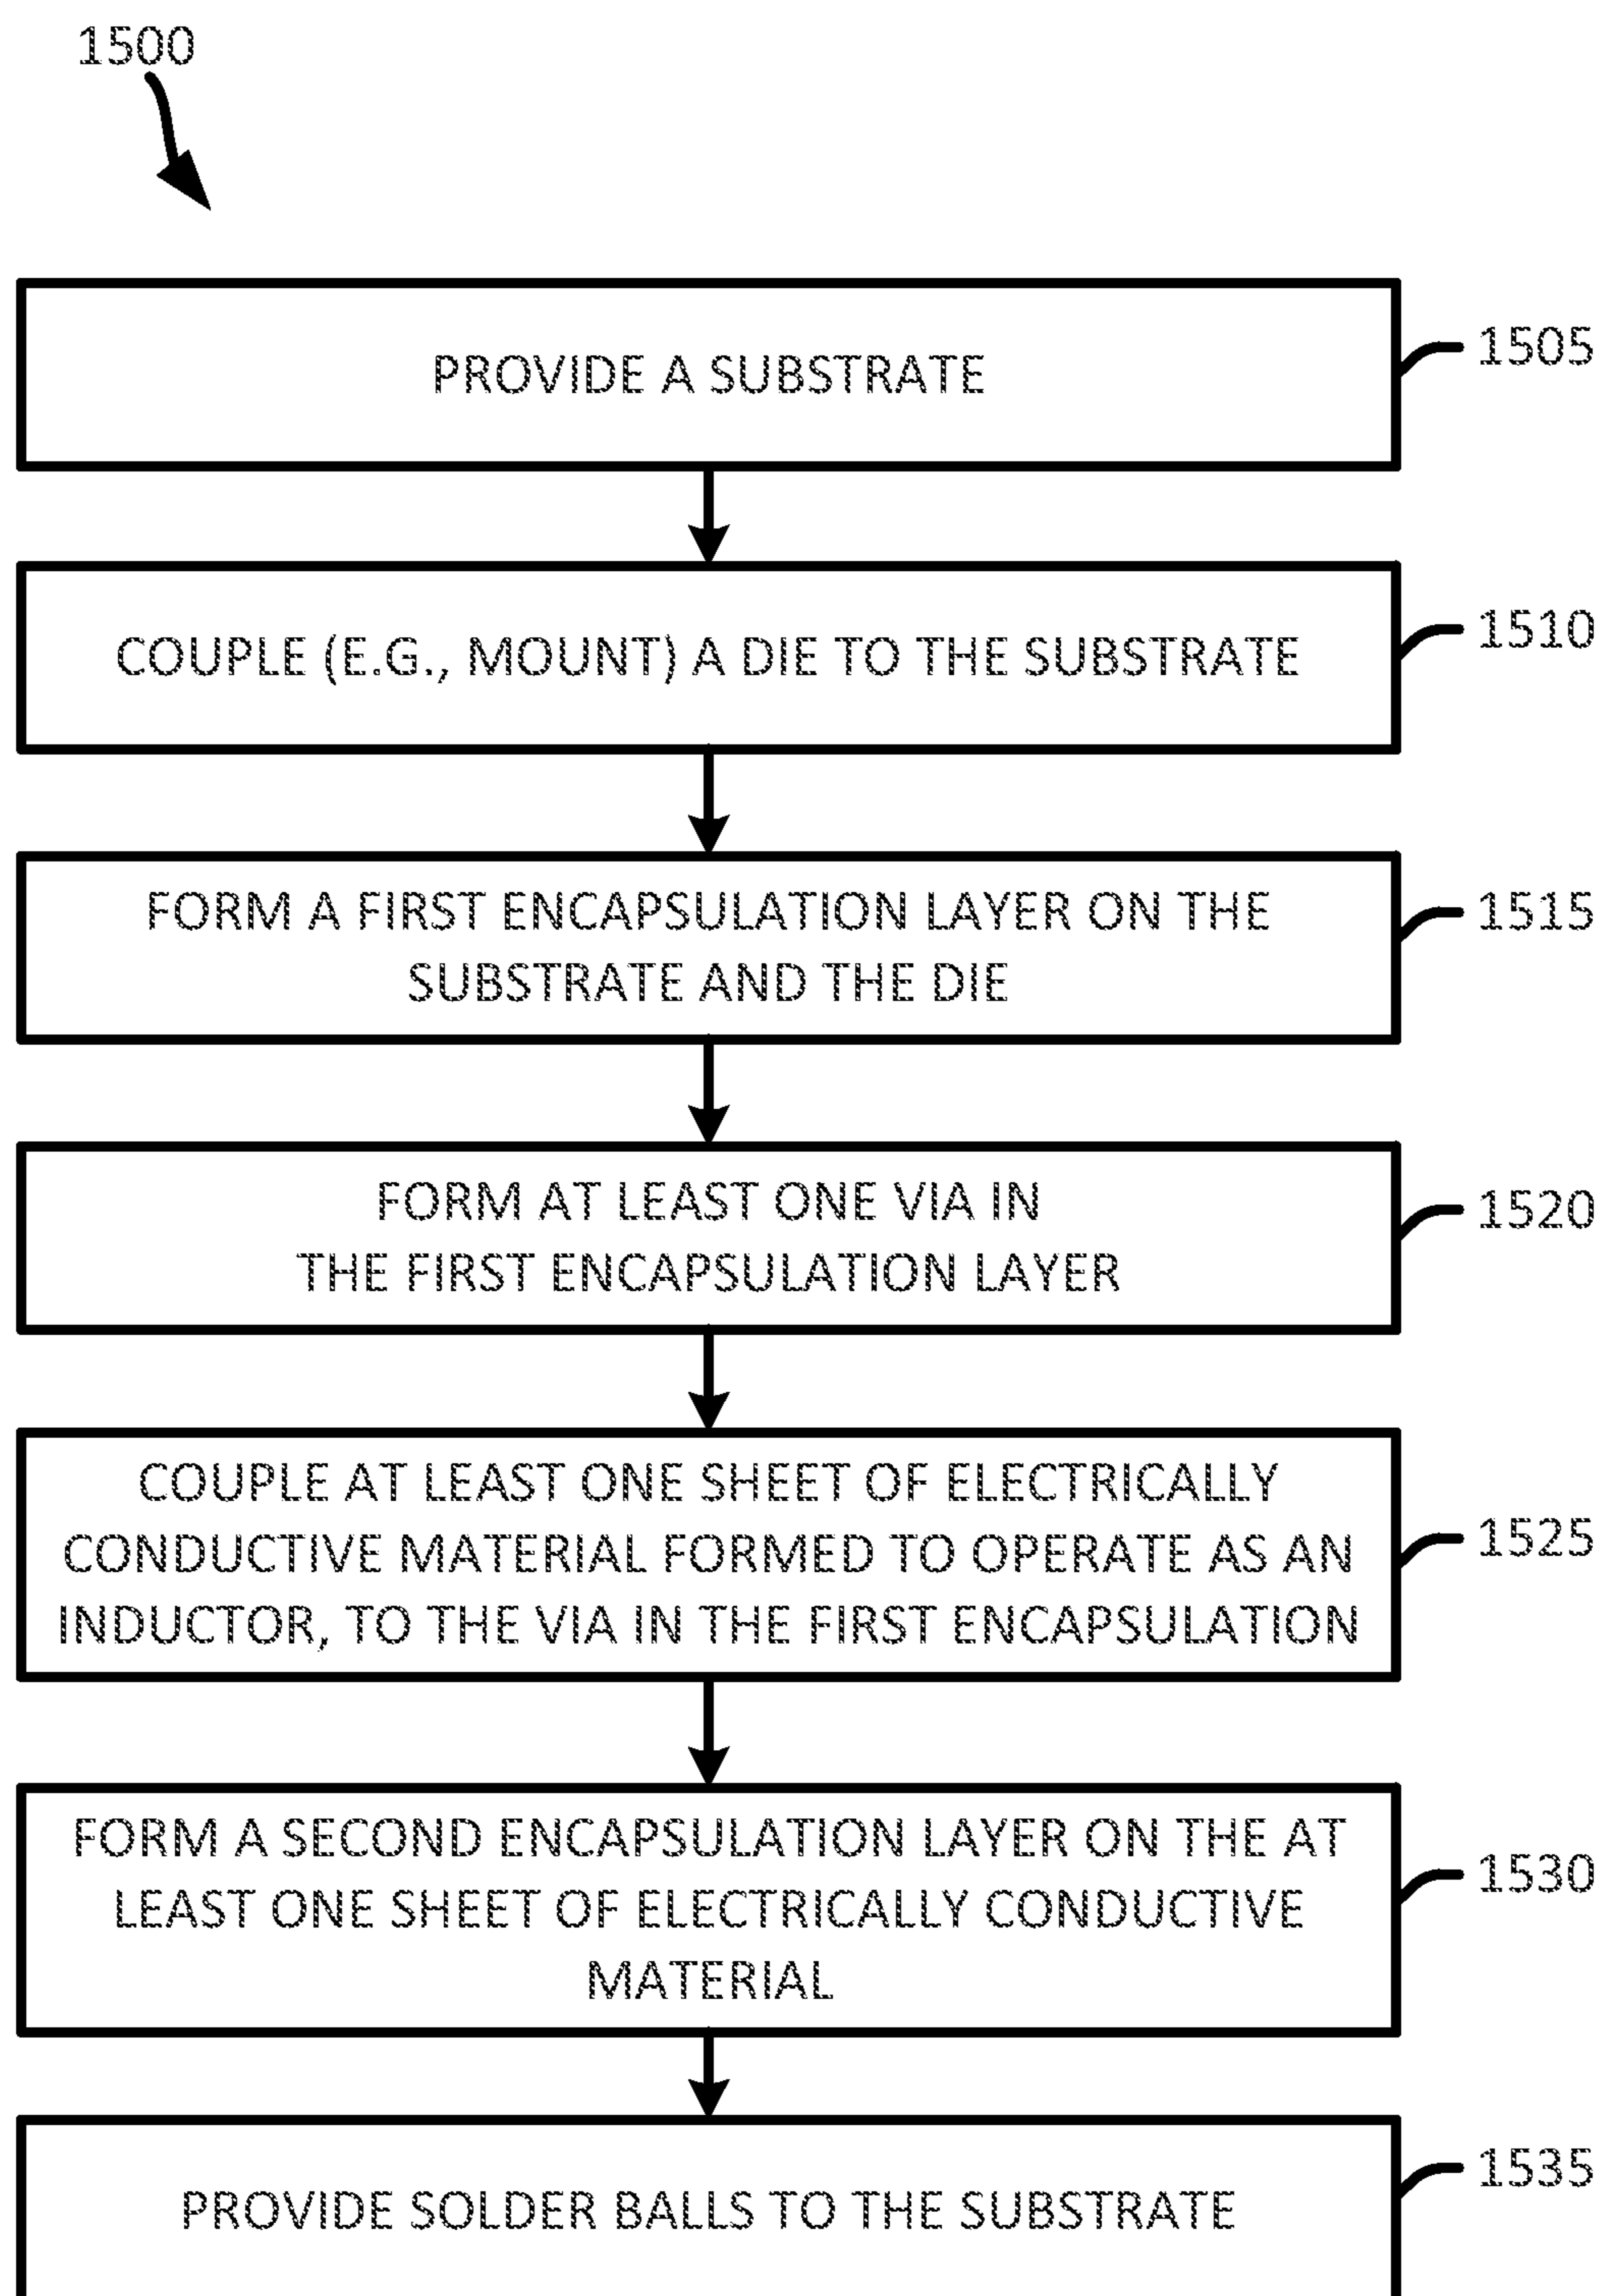 1500
PROVIDE A SUBSTRATE
1505
COUPLE (E.G., MOUNT) A DIE TO THE SUBSTRATE
1510
FORM A FIRST ENCAPSULATION LAYER ON THE
SUBSTRATE AND THE DIE
1515
FORM AT LEAST ONE VIA IN
THE FIRST ENCAPSULATION LAYER
1520
COUPLE AT LEAST ONE SHEET OF ELECTRICALLY
CONDUCTIVE MATERIAL FORMED TO OPERATE AS AN
INDUCTOR, TO THE VIA IN THE FIRST ENCAPSULATION
1525
FORM A SECOND ENCAPSULATION LAYER ON THE AT
LEAST ONE SHEET OF ELECTRICALLY CONDUCTIVE
MATERIAL
1530
PROVIDE SOLDER BALLS TO THE SUBSTRATE
1535